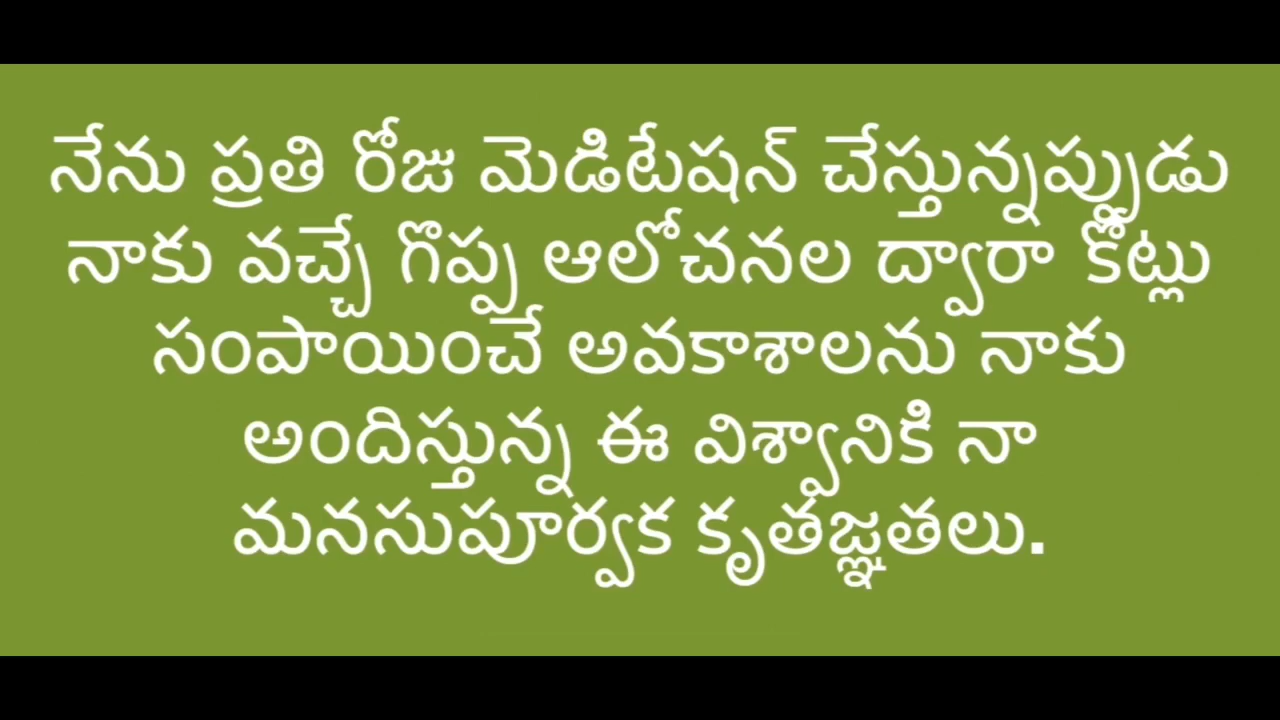 నేను ప్రతి రోజు మెడిటేషన్ చేస్తున్నప్పుడు
నాకు వచ్చే గొప్ప ఆలోచనల ద్వారా కోట్లు
సంపాయించే అవకాశాలను నాకు
అందిస్తున్న ఈ విశ్వానికి నా
మనసుపూర్వక కృతజ్ఞతలు.